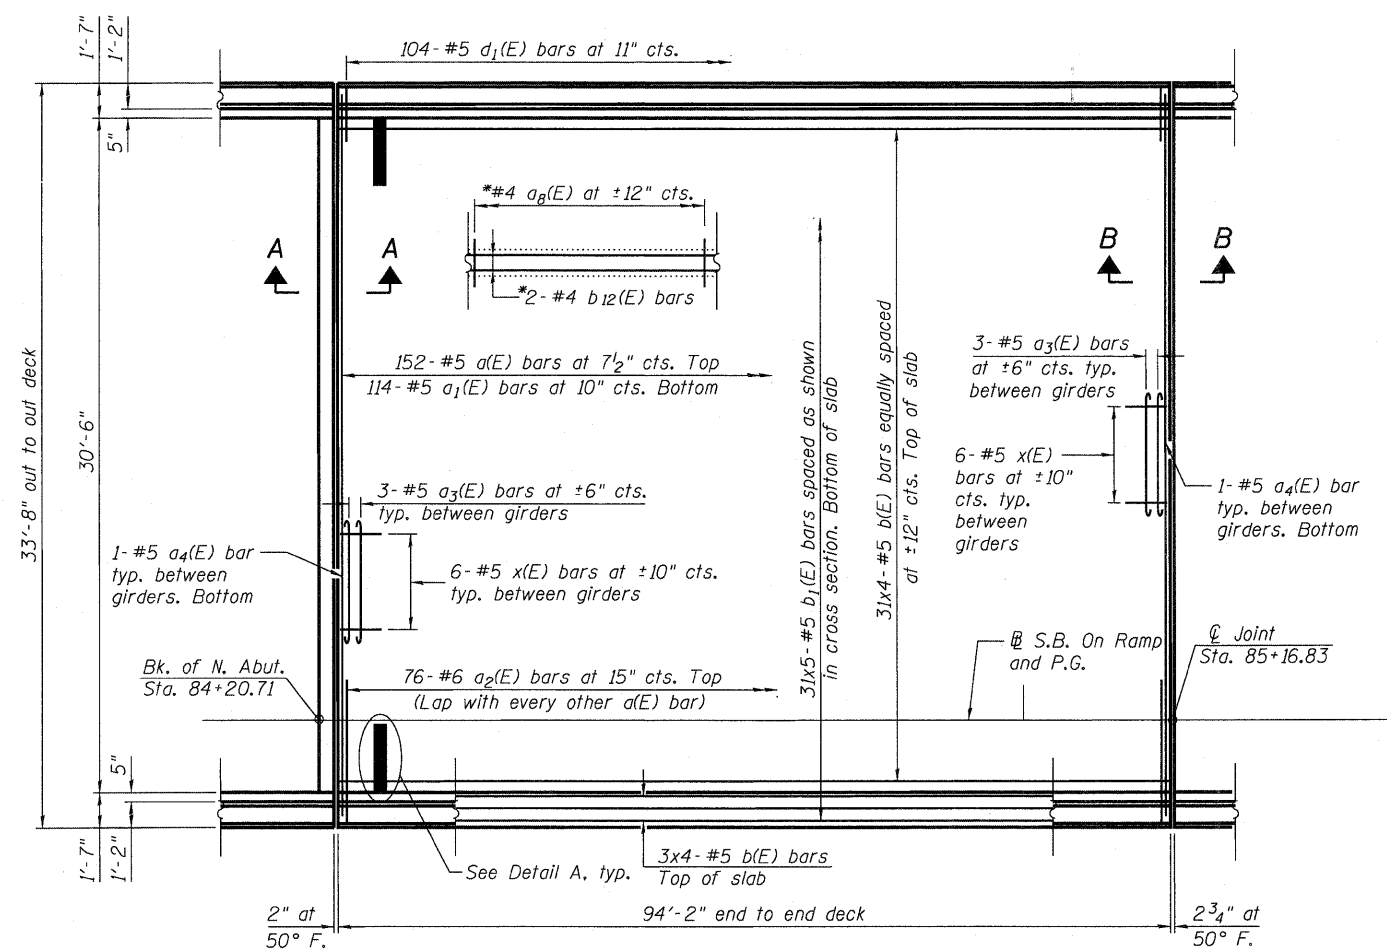 1'-7"
1'-2"
104-#5 d1(E) bars at 11" cts.
5"
*#4 a8(E) at ±12" cts.
*2-#4 b12(E) bars
A
A
B
B
33'-8" out to out deck
30'-6"
152-#5 a(E) bars at 7½" cts. Top
114-#5 a1(E) bars at 10" cts. Bottom
31x5-#5 b1(E) bars spaced as shown
in cross section. Bottom of slab
31x4-#5 b(E) bars equally spaced
at ±12" cts. Top of slab
3-#5 a3(E) bars
at ±6" cts. typ.
between girders
6-#5 x(E)
bars at ±10"
cts. typ.
between
girders
1-#5 a4(E) bar
typ. between
girders. Bottom
3-#5 a3(E) bars at ±6" cts.
typ. between girders
1-#5 a4(E) bar
typ. between
girders. Bottom
6-#5 x(E) bars at ±10" cts.
typ. between girders
℄ Joint
Sta. 85+16.83
S.B. On Ramp
and P.G.
Bk. of N. Abut.
Sta. 84+20.71
76-#6 a2(E) bars at 15" cts. Top
(Lap with every other a(E) bar)
5"
1'-7"
1'-2"
See Detail A, typ.
3x4-#5 b(E) bars
Top of slab
2" at
50° F.
94'-2" end to end deck
2¾" at
50° F.